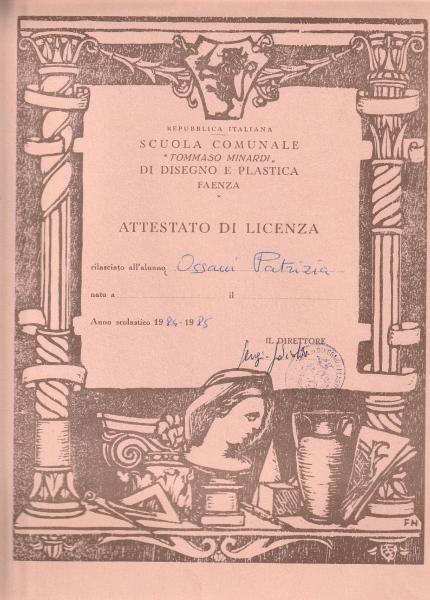 REPUBBLICA ITALIANA
SCUOLA COMUNALE
"TOMMASO MINARDI„
DI DISEGNO E PLASTICA
FAENZA
*
ATTESTATO DI LICENZA
rilasciato all'alunno Ossani Patrizia
nato a il
Anno scolastico 1984-1985
IL DIRETTORE
FN